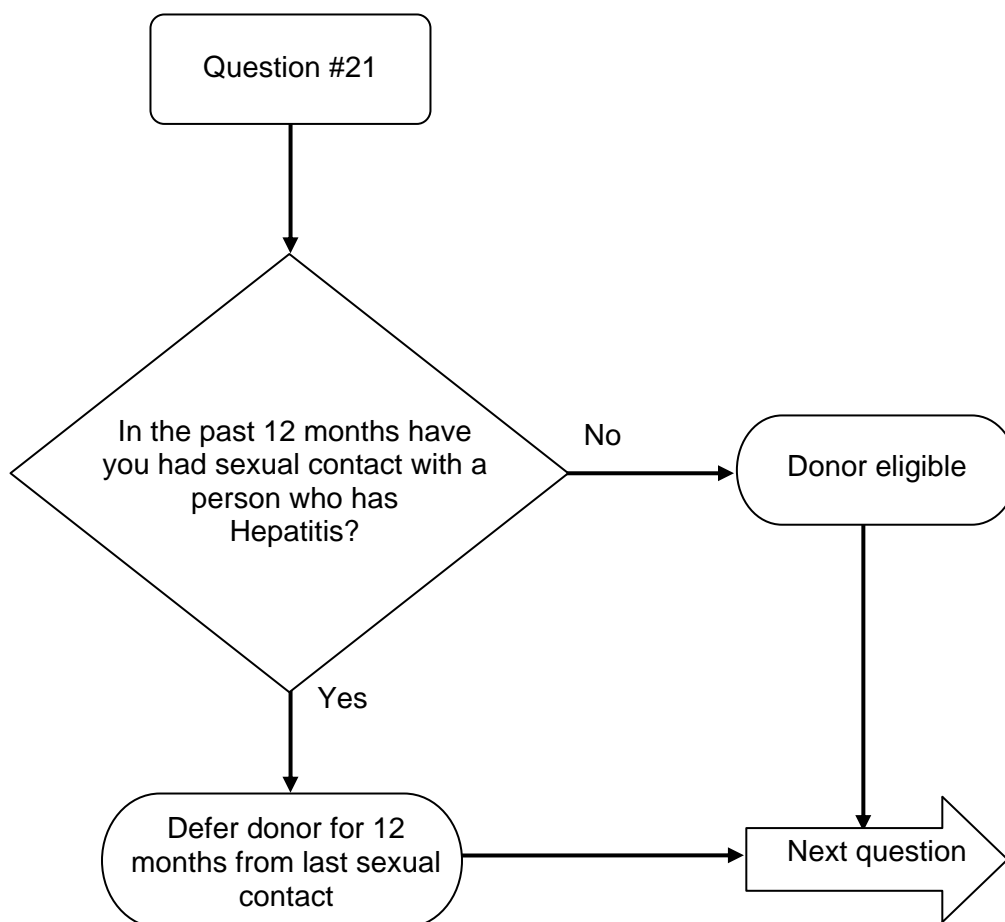 Question #21
In the past 12 months have
you had sexual contact with a
person who has
Hepatitis?
No
Donor eligible
Yes
Defer donor for 12
months from last sexual
contact
Next question